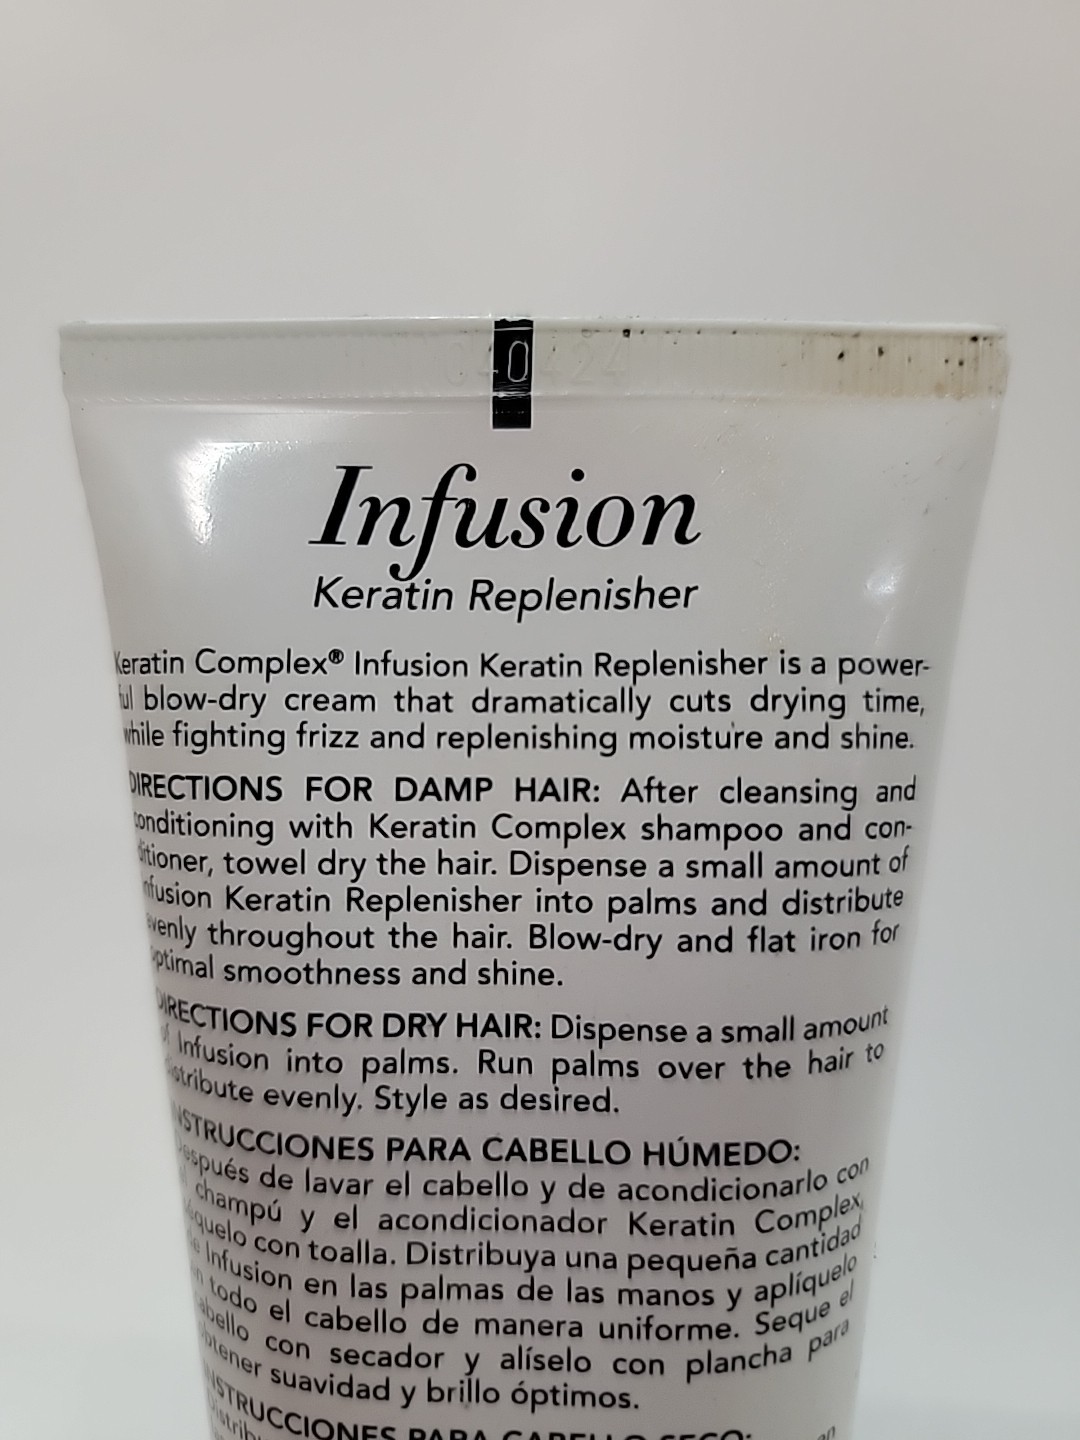 040424
Infusion
Keratin Replenisher
Keratin Complex® Infusion Keratin Replenisher is a power-
ful blow-dry cream that dramatically cuts drying time,
while fighting frizz and replenishing moisture and shine.
DIRECTIONS FOR DAMP HAIR: After cleansing and
conditioning with Keratin Complex shampoo and con-
ditioner, towel dry the hair. Dispense a small amount of
Infusion Keratin Replenisher into palms and distribute
evenly throughout the hair. Blow-dry and flat iron for
optimal smoothness and shine.
DIRECTIONS FOR DRY HAIR: Dispense a small amount
of Infusion into palms. Run palms over the hair to
distribute evenly. Style as desired.
INSTRUCCIONES PARA CABELLO HÚMEDO:
Después de lavar el cabello y de acondicionarlo con
el champú y el acondicionador Keratin Complex,
séquelo con toalla. Distribuya una pequeña cantidad
de Infusion en las palmas de las manos y aplíquelo
en todo el cabello de manera uniforme. Seque el
cabello con secador y alíselo con plancha para
obtener suavidad y brillo óptimos.
INSTRUCCIONES PARA CABELLO SECO: